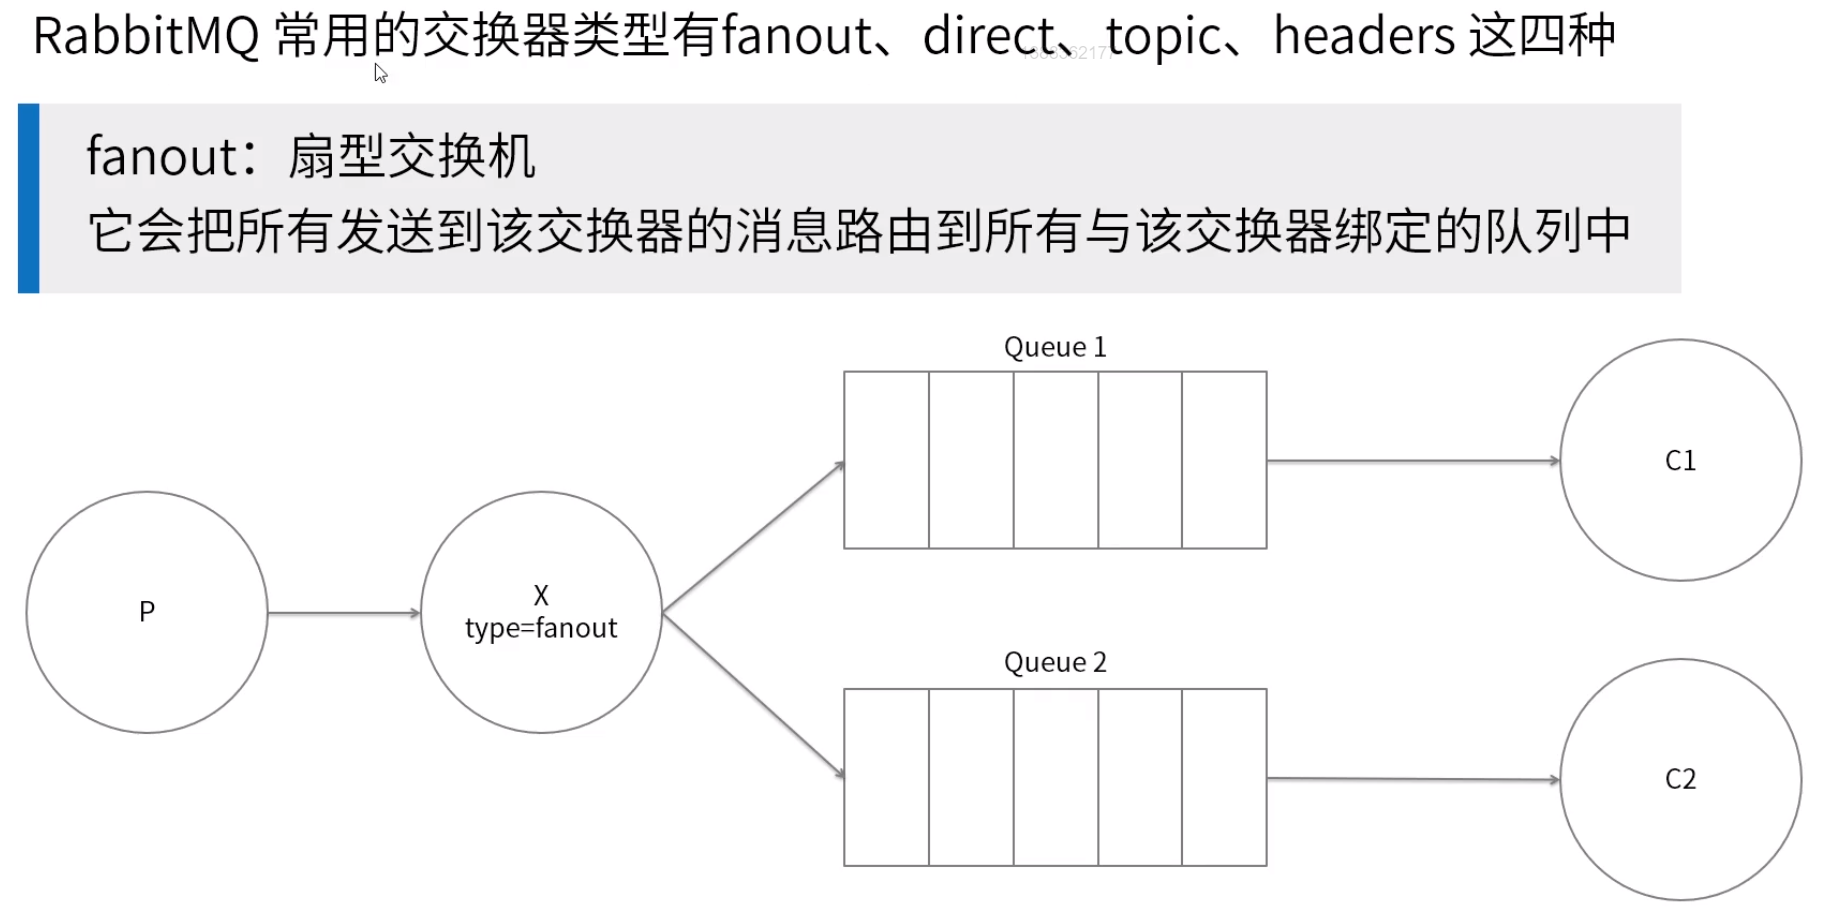 RabbitMQ 常用的交换器类型有fanout、direct、topic、headers 这四种
fanout：扇型交换机
它会把所有发送到该交换器的消息路由到所有与该交换器绑定的队列中
Queue 1
C1
P
X
type=fanout
Queue 2
C2